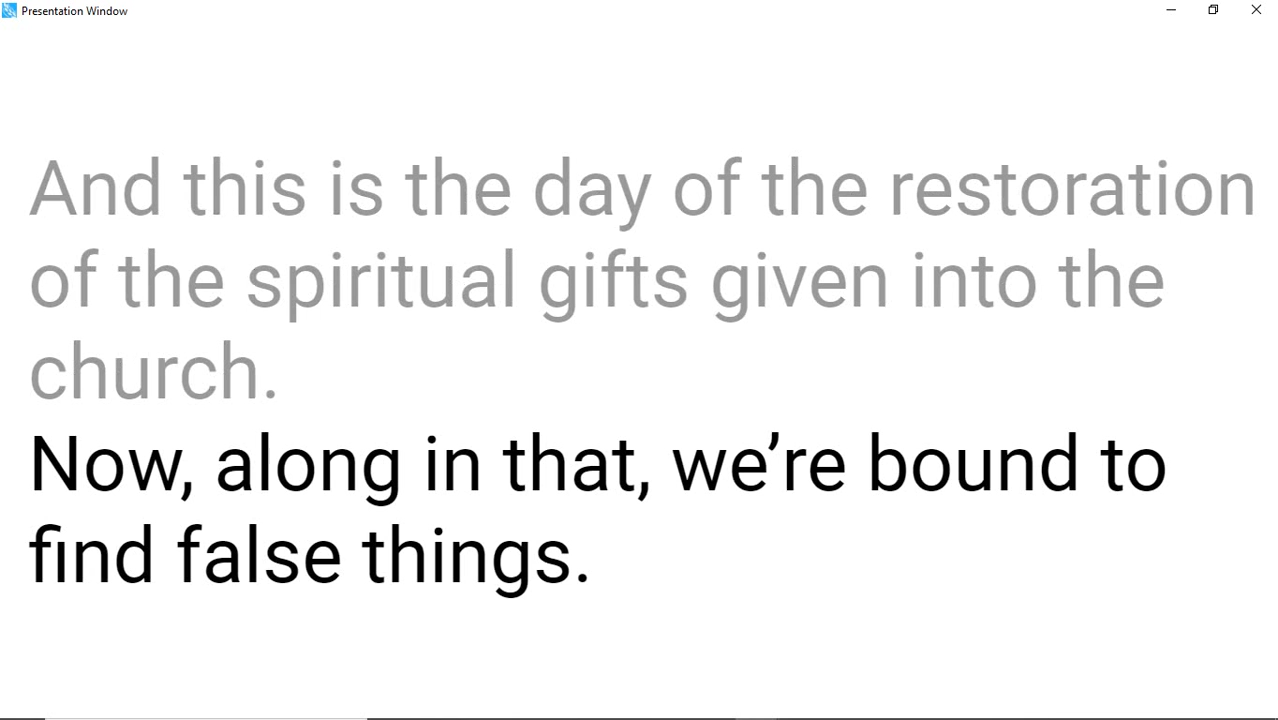 Presentation Window
And this is the day of the restoration
of the spiritual gifts given into the
church.
Now, along in that, we’re bound to
find false things.